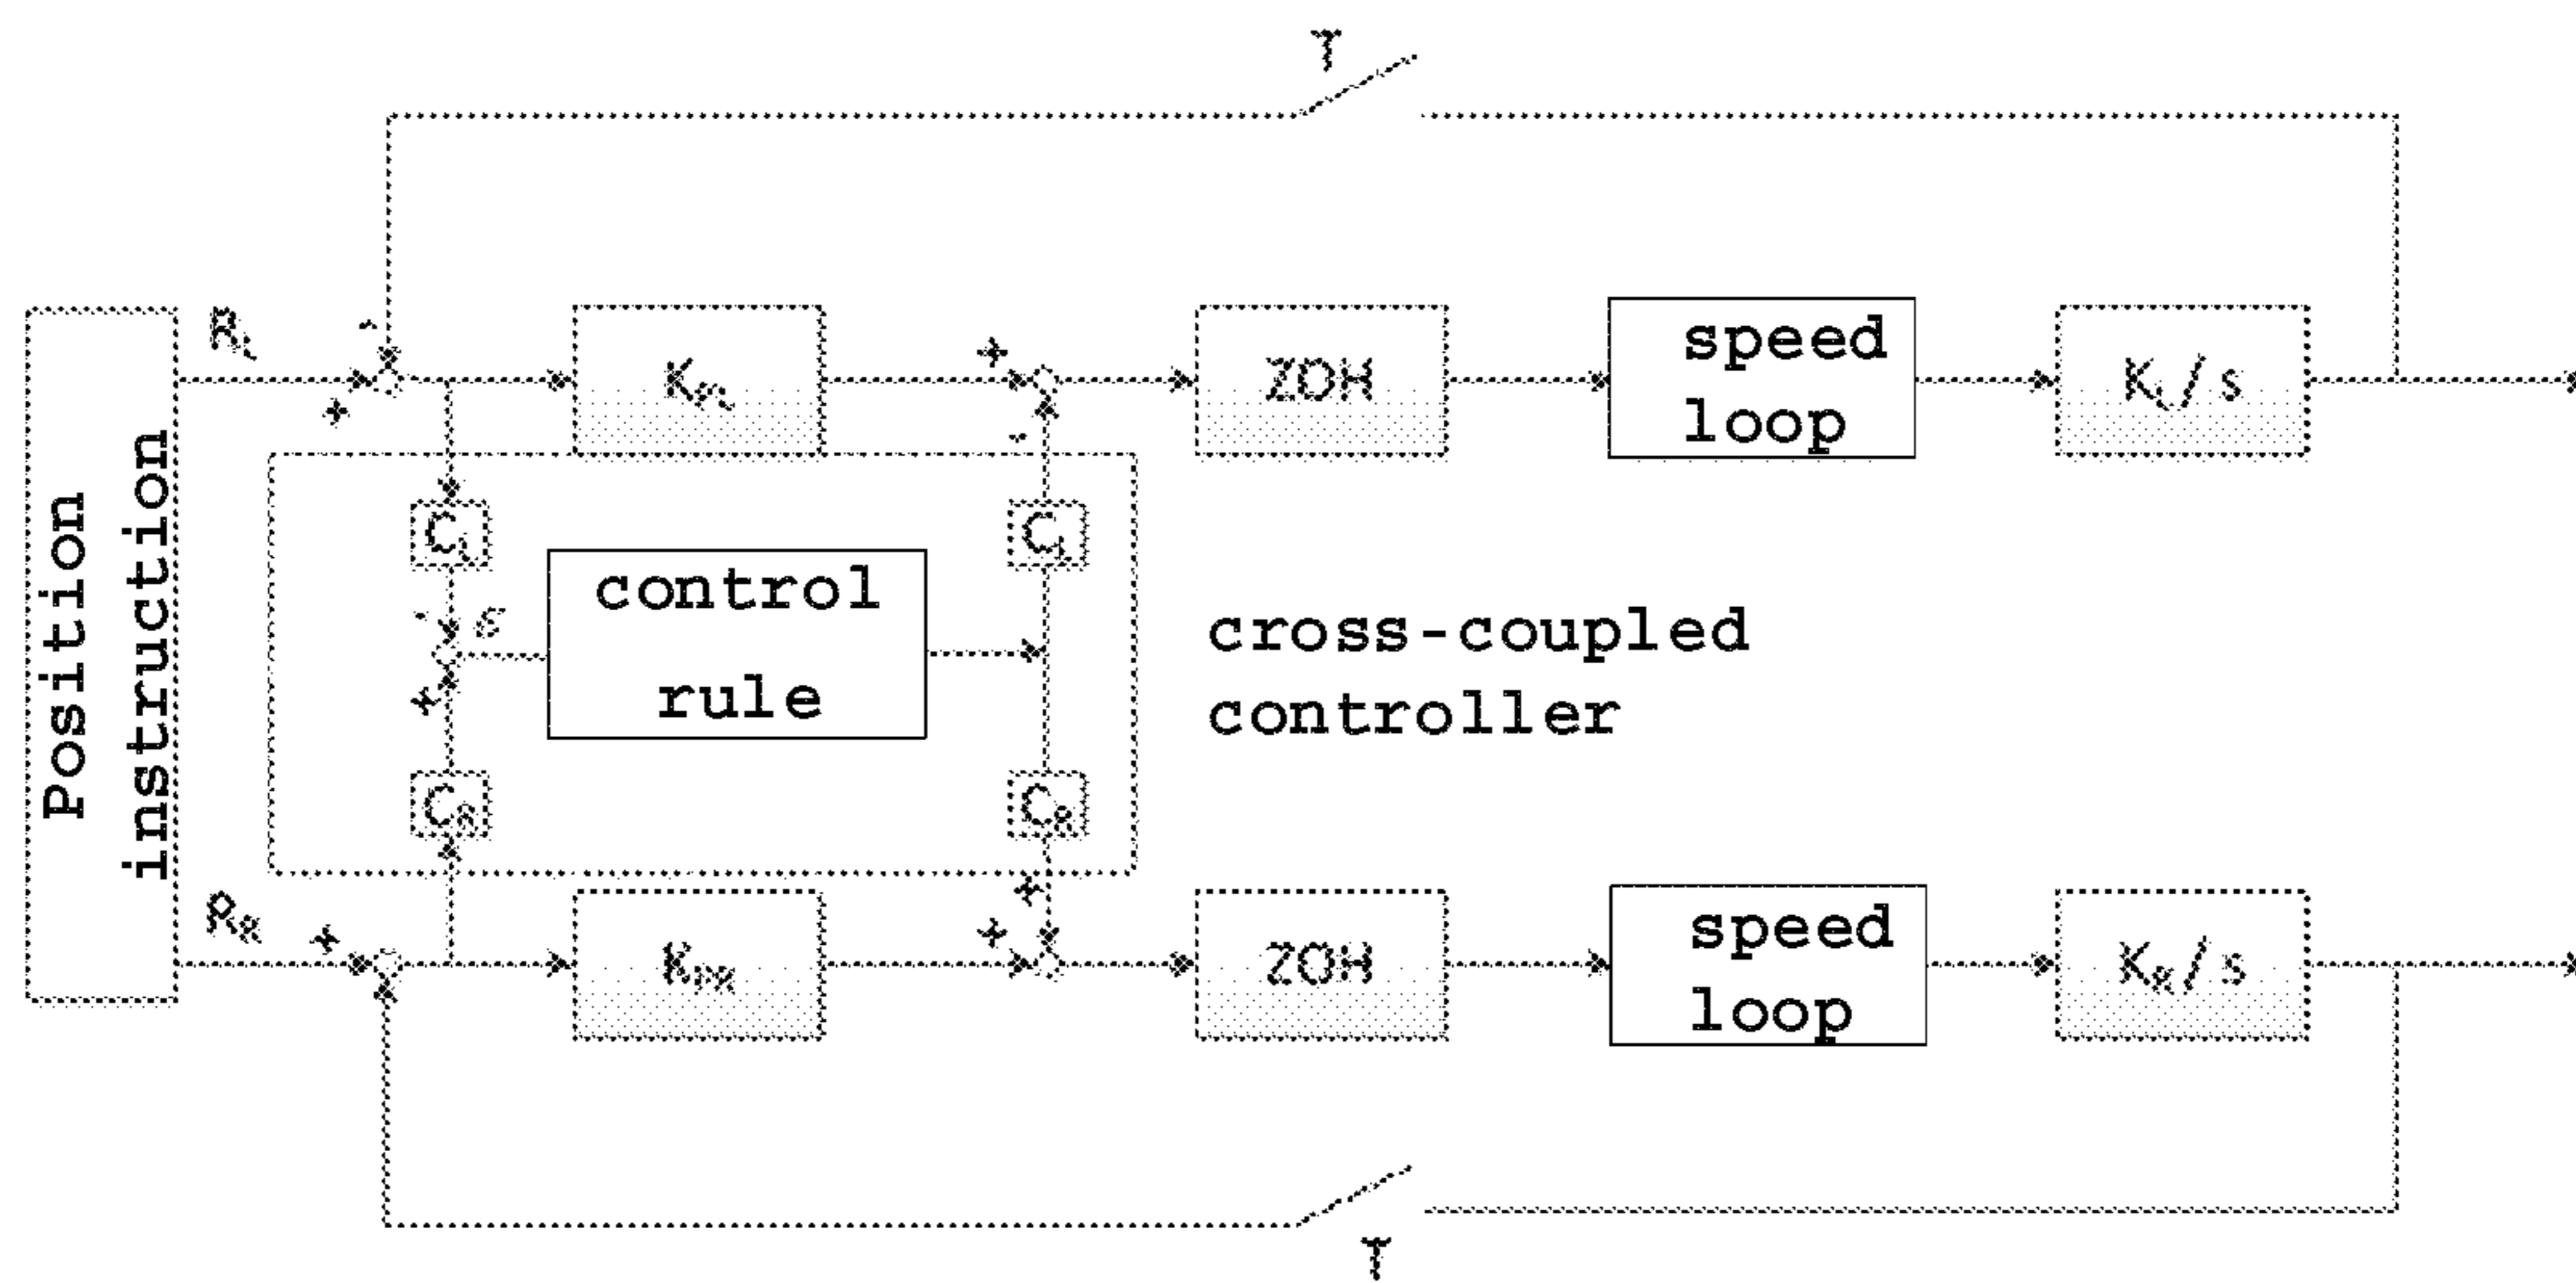 T
R_L
-
+
K_PL
+
-
ZOH
speed
loop
K_L/s
Position
instruction
C_L
C_L
-
ε
+
control
rule
cross-coupled
controller
C_R
C_R
R_R
+
K_PR
+
+
ZOH
speed
loop
K_R/s
T